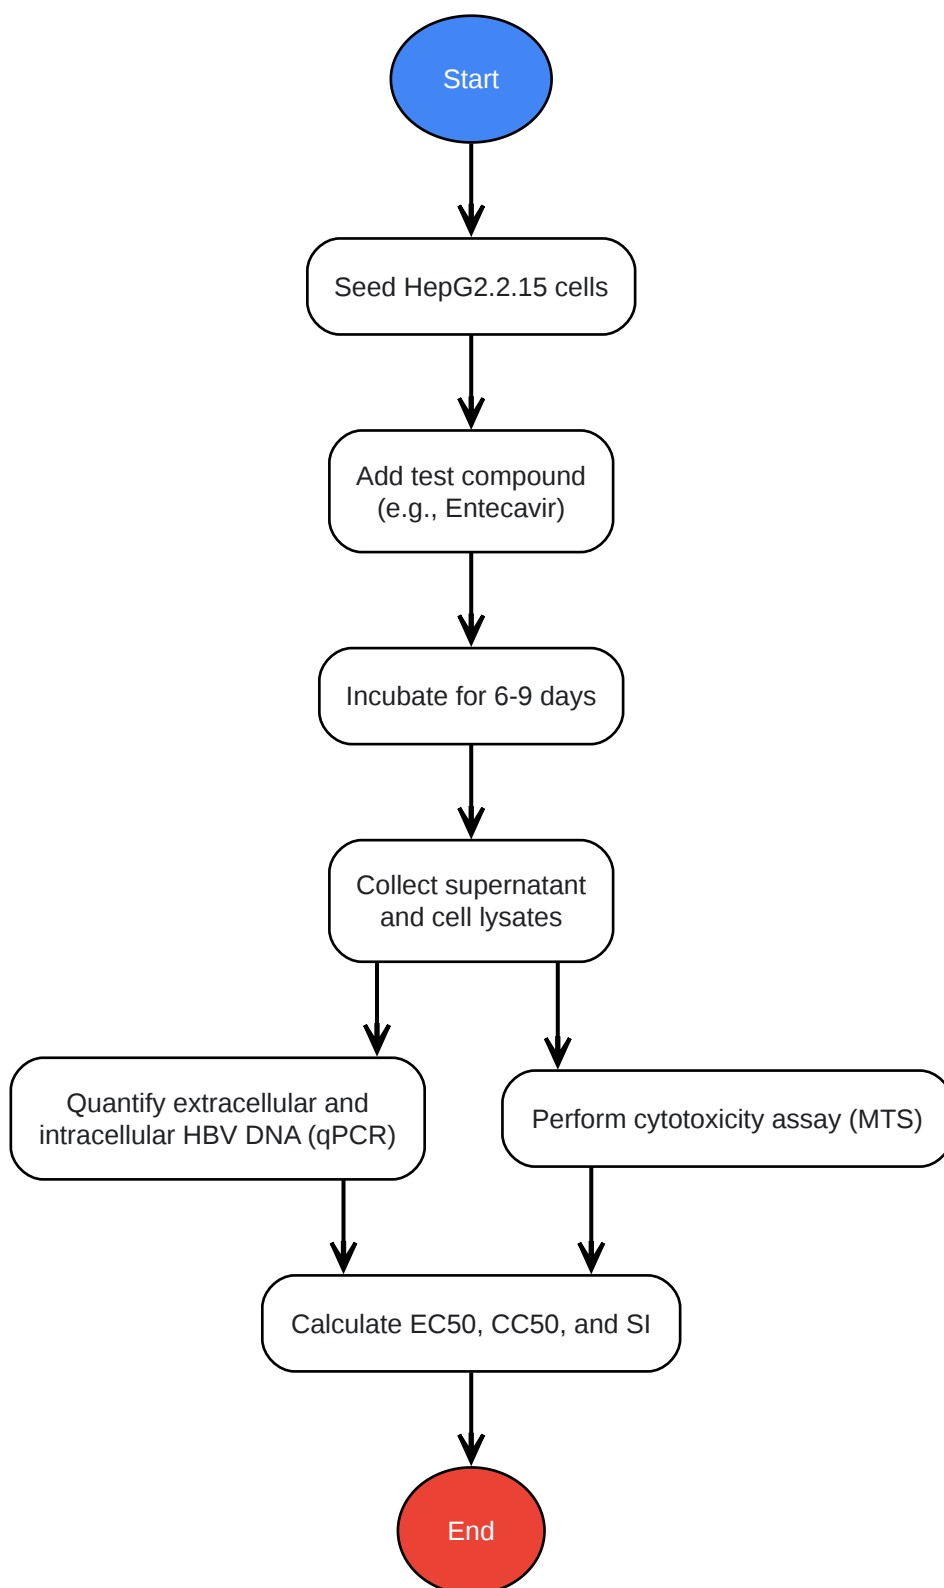 Start
Seed HepG2.2.15 cells
Add test compound
(e.g., Entecavir)
Incubate for 6-9 days
Collect supernatant
and cell lysates
Quantify extracellular and
intracellular HBV DNA (qPCR)
Perform cytotoxicity assay (MTS)
Calculate EC50, CC50, and SI
End